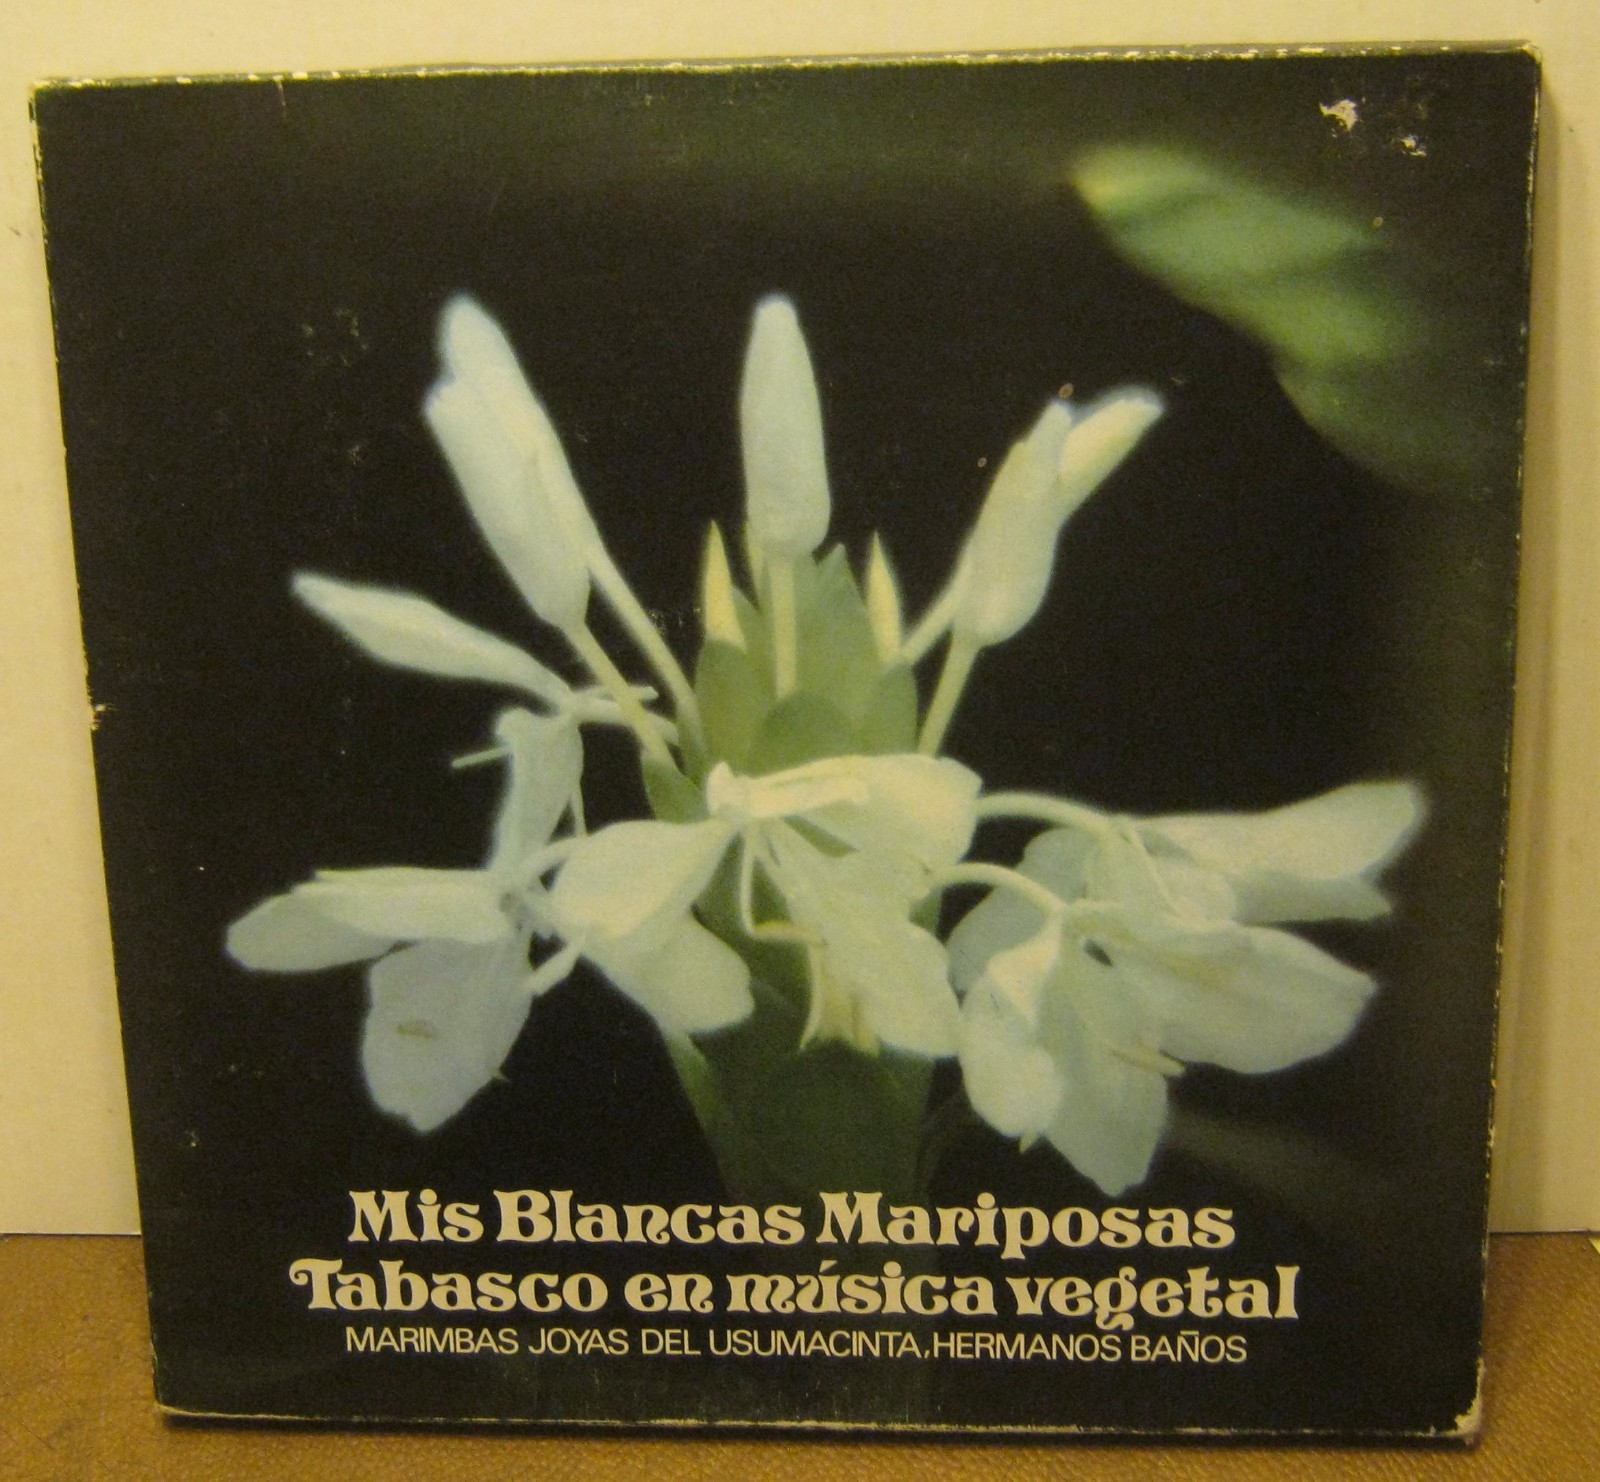 Mis Blancas Mariposas
Tabasco en música vegetal
MARIMBAS JOYAS DEL USUMACINTA, HERMANOS BAÑOS